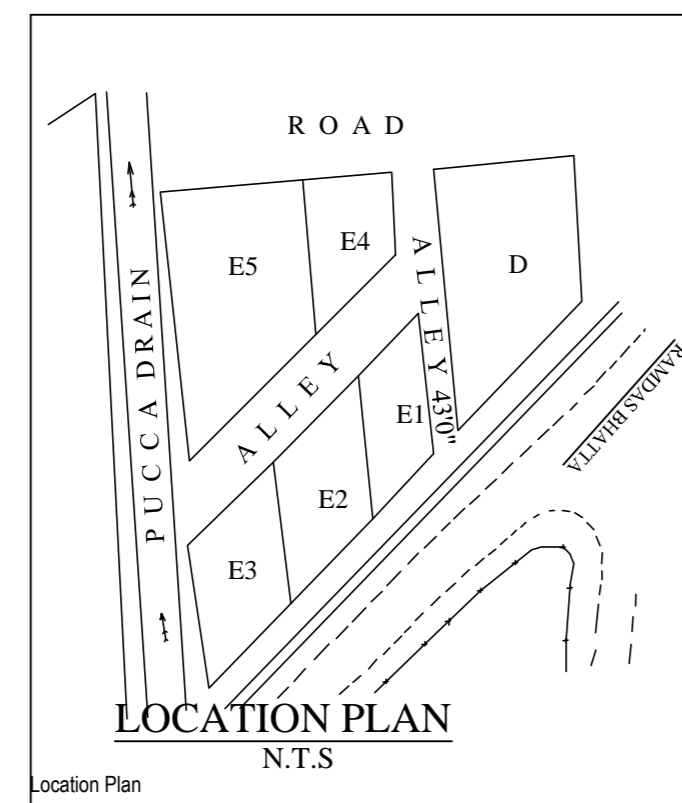 ROAD
E5
E4
D
ALLEY 43'0"
ALLEY
PUCCA DRAIN
E1
E2
E3
RAMDAS BHATTA
LOCATION PLAN
N.T.S
Location Plan